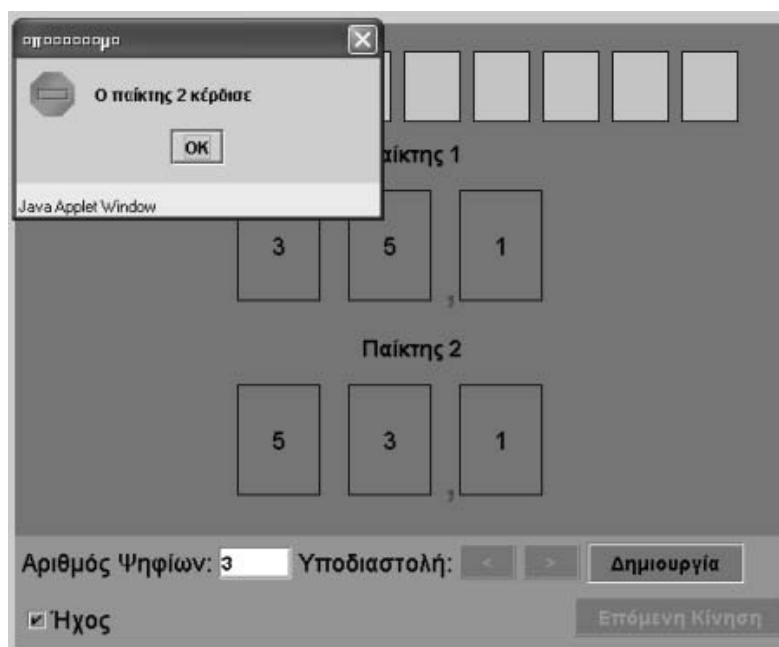 Ο παίκτης 2 κέρδισε
OK
Java Applet Window
αίκτης 1
3 5 , 1
Παίκτης 2
5 3 , 1
Αριθμός Ψηφίων: 3 Υποδιαστολή: < > Δημιουργία
Ήχος Επόμενη Κίνηση